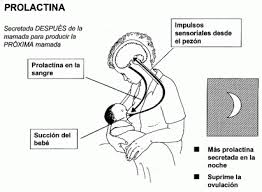 PROLACTINA
Secretada DESPUÉS de la
mamada para producir la
PRÓXIMA mamada
Impulsos
sensoriales desde
el pezón
Prolactina en la
sangre
Succión del
bebé
Más prolactina
secretada en la
noche
Suprime la
ovulación